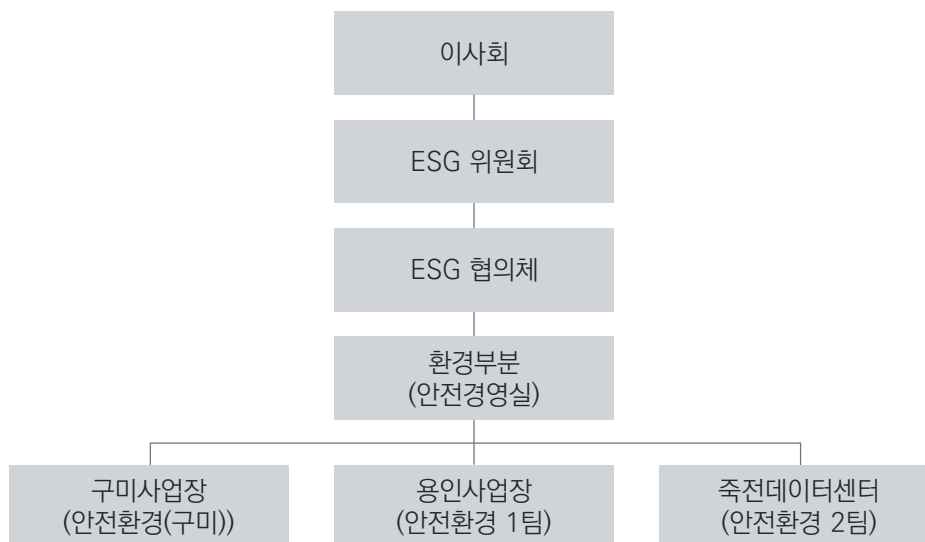 이사회
ESG 위원회
ESG 협의체
환경부분
(안전경영실)
구미사업장
(안전환경(구미))
용인사업장
(안전환경 1팀)
죽전데이터센터
(안전환경 2팀)